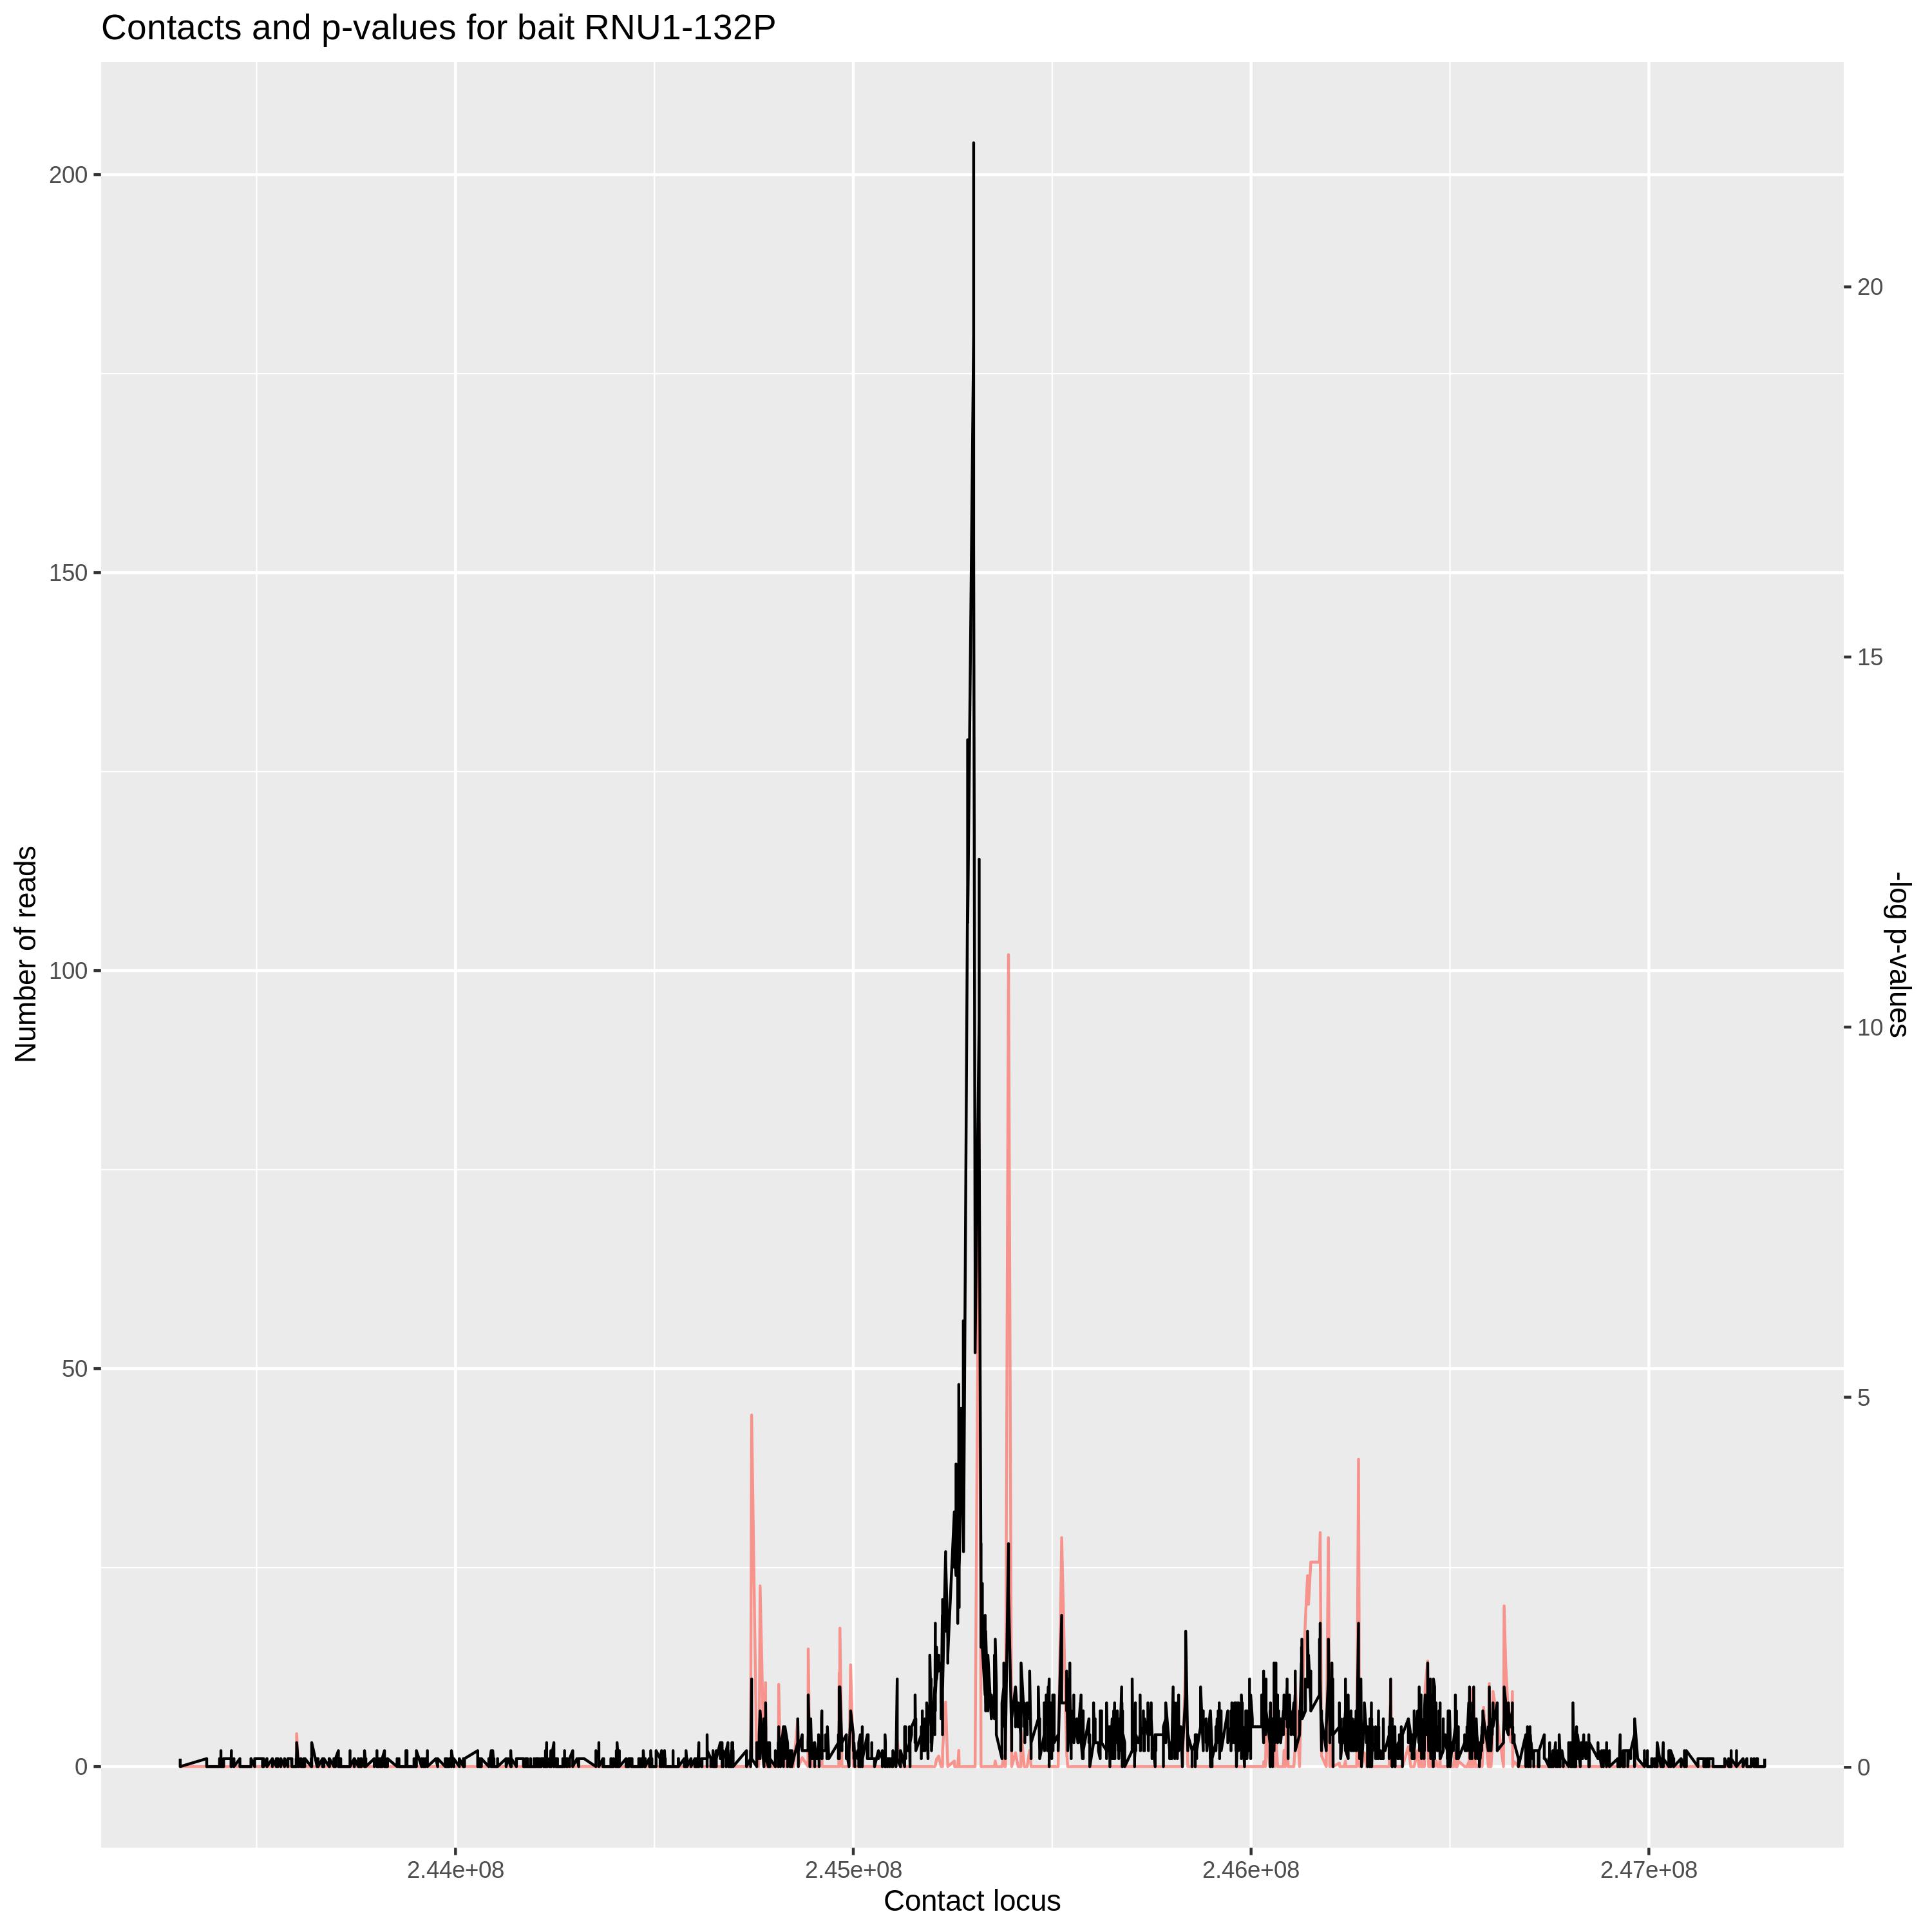 Contacts and p-values for bait RNU1-132P
200
150
100
50
0
Number of reads
20
15
10
5
0
-log p-values
2.44e+08
2.45e+08
2.46e+08
2.47e+08
Contact locus